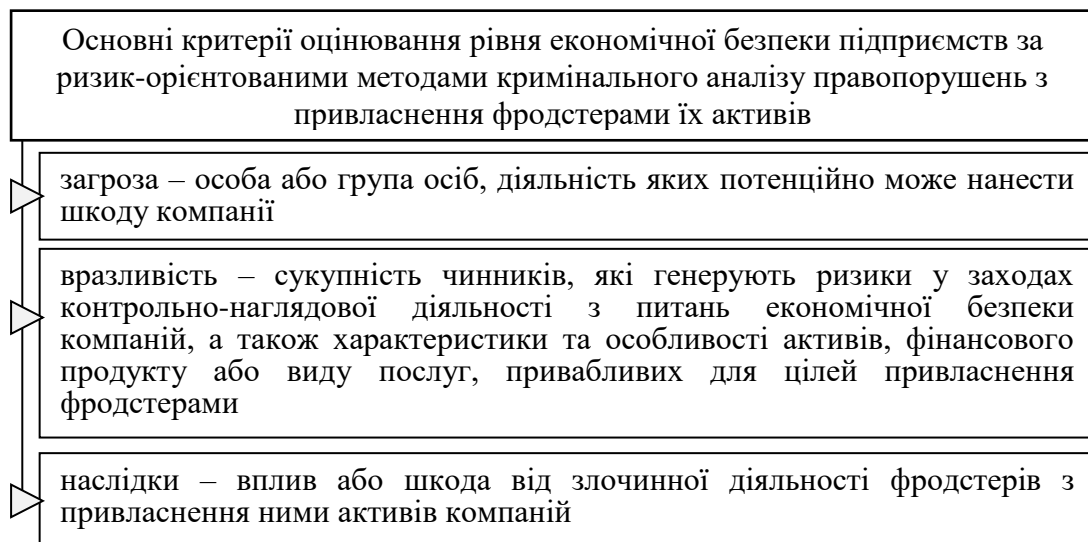 Основні критерії оцінювання рівня економічної безпеки підприємств за
ризик-орієнтованими методами кримінального аналізу правопорушень з
привласнення фродстерами їх активів
загроза – особа або група осіб, діяльність яких потенційно може нанести
шкоду компанії
вразливість – сукупність чинників, які генерують ризики у заходах
контрольно-наглядової діяльності з питань економічної безпеки
компаній, а також характеристики та особливості активів, фінансового
продукту або виду послуг, привабливих для цілей привласнення
фродстерами
наслідки – вплив або шкода від злочинної діяльності фродстерів з
привласнення ними активів компаній